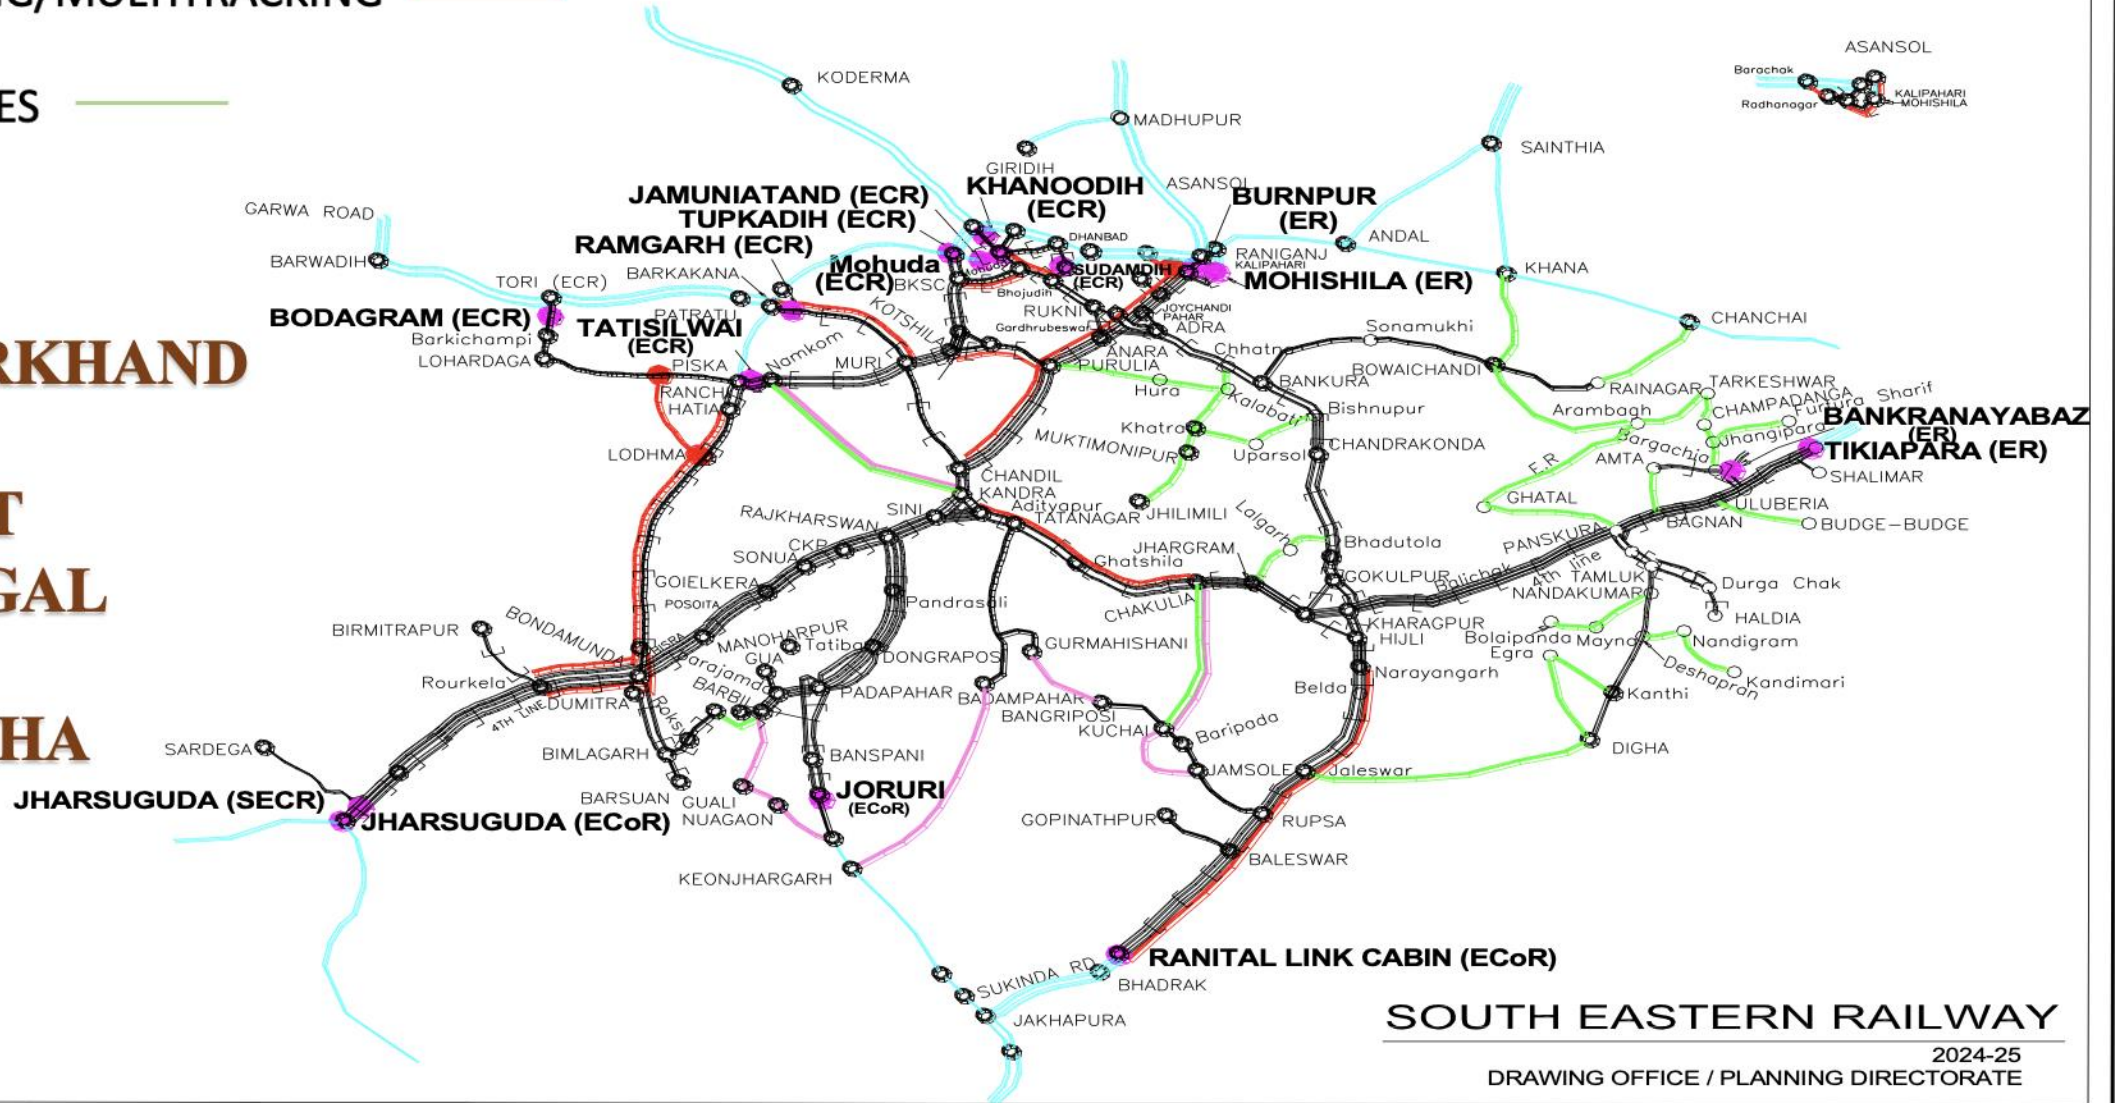 G/MULTITRACKING
ES
RKHAND
T
GAL
HA
KODERMA
MADHUPUR
GIRIDIH
SAINTHIA
ASANSOL
Barachak
KALIPAHARI
Radhanagar
MOHISHILA
ASANSOL
KHANOODIH
(ECR)
JAMUNIATAND (ECR)
TUPKADIH (ECR)
RAMGARH (ECR)
BURNPUR
(ER)
GARWA ROAD
BARWADIH
TORI (ECR)
BARKAKANA
Mohuda
(ECR)
BKSC
DHANBAD
SUDAMDIH
(ECR)
Bhojudih
RANIGANJ
KALIPAHARI
MOHISHILA (ER)
ANDAL
KHANA
CHANCHAI
BODAGRAM (ECR)
Barkichampi
LOHARDAGA
PATRATU
TATISILWAI
(ECR)
KOTSHILA
RUKNI
Gardhrubeswar
JOYCHANDI
PAHAR
ADRA
ANARA
PURULIA
Sonamukhi
Chhatna
BANKURA
BOWAICHANDI
RAINAGAR
TARKESHWAR
PISKA
Namkom
MURI
RANCHI
HATIA
LODHMA
Hura
Kalabati
Bishnupur
Arambagh
CHAMPADANGA
Furfura Sharif
Jhangipara
Bargachia
BANKRANAYABAZ
(ER)
TIKIAPARA (ER)
MUKTIMONIPUR
Khatra
Uparsol
CHANDRAKONDA
E.R
AMTA
SHALIMAR
CHANDIL
KANDRA
Adityapur
SINI
TATANAGAR
JHILIMILI
Lalgarh
GHATAL
ULUBERIA
BAGNAN
BUDGE-BUDGE
RAJKHARSWAN
CKP
SONUA
GOIELKERA
POSOITA
Ghatshila
JHARGRAM
Bhadutola
PANSKURA
4th line
Balichak
GOKULPUR
TAMLUK
NANDAKUMAR
Durga Chak
HALDIA
CHAKULIA
Pandrasali
BIRMITRAPUR
BONDAMUNDA
MANOHARPUR
Tatiba
GURMAHISHANI
KHARAGPUR
HIJLI
Bolaipanda
Mayna
Nandigram
Egra
Deshapran
Kandimari
Kanthi
GUA
DONGRAPOSI
Rourkela
4TH LINE
DUMITRA
BARBIL
PADAPAHAR
BADAMPAHAR
BANGRIPOSI
KUCHAI
Baripada
Narayangarh
Belda
BIMLAGARH
BANSPANI
JAMSOLE
Jaleswar
DIGHA
SARDEGA
JHARSUGUDA (SECR)
JHARSUGUDA (ECoR)
BARSUAN
GUALI
NUAGAON
JORURI
(ECoR)
GOPINATHPUR
RUPSA
BALESWAR
KEONJHARGARH
RANITAL LINK CABIN (ECoR)
SUKINDA RD
BHADRAK
JAKHAPURA
SOUTH EASTERN RAILWAY
2024-25
DRAWING OFFICE / PLANNING DIRECTORATE